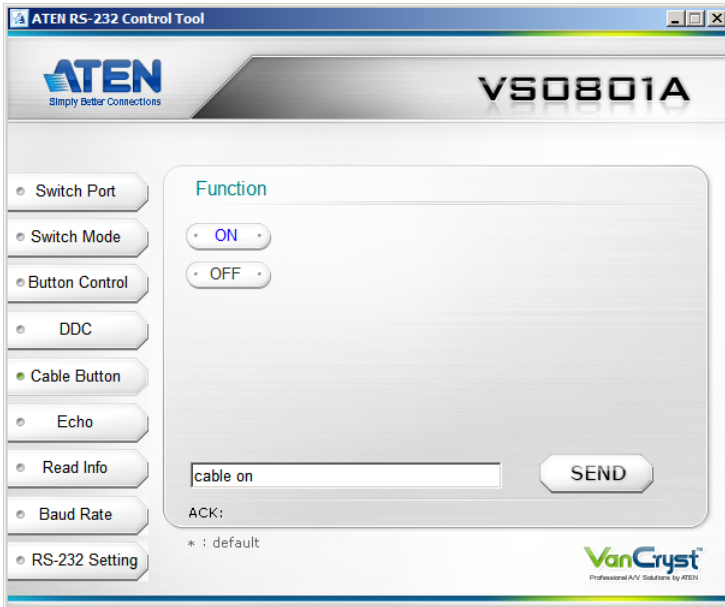 ATEN RS-232 Control Tool
ATEN
Simply Better Connections
VS0801A
Switch Port
Switch Mode
Button Control
DDC
Cable Button
Echo
Read Info
Baud Rate
RS-232 Setting
Function
ON
OFF
cable on
SEND
ACK:
* : default
VanCryst™
Professional A/V Solutions by ATEN